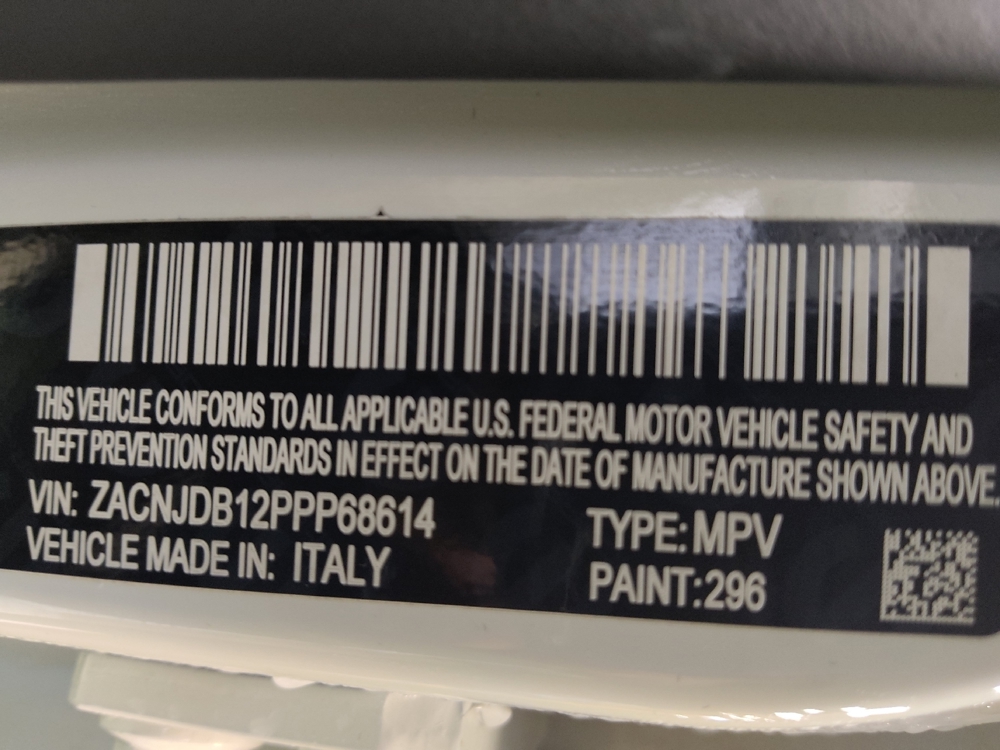 THIS VEHICLE CONFORMS TO ALL APPLICABLE U.S. FEDERAL MOTOR VEHICLE SAFETY AND
THEFT PREVENTION STANDARDS IN EFFECT ON THE DATE OF MANUFACTURE SHOWN ABOVE.
VIN: ZACNJDB12PPP68614
TYPE: MPV
VEHICLE MADE IN: ITALY
PAINT:296